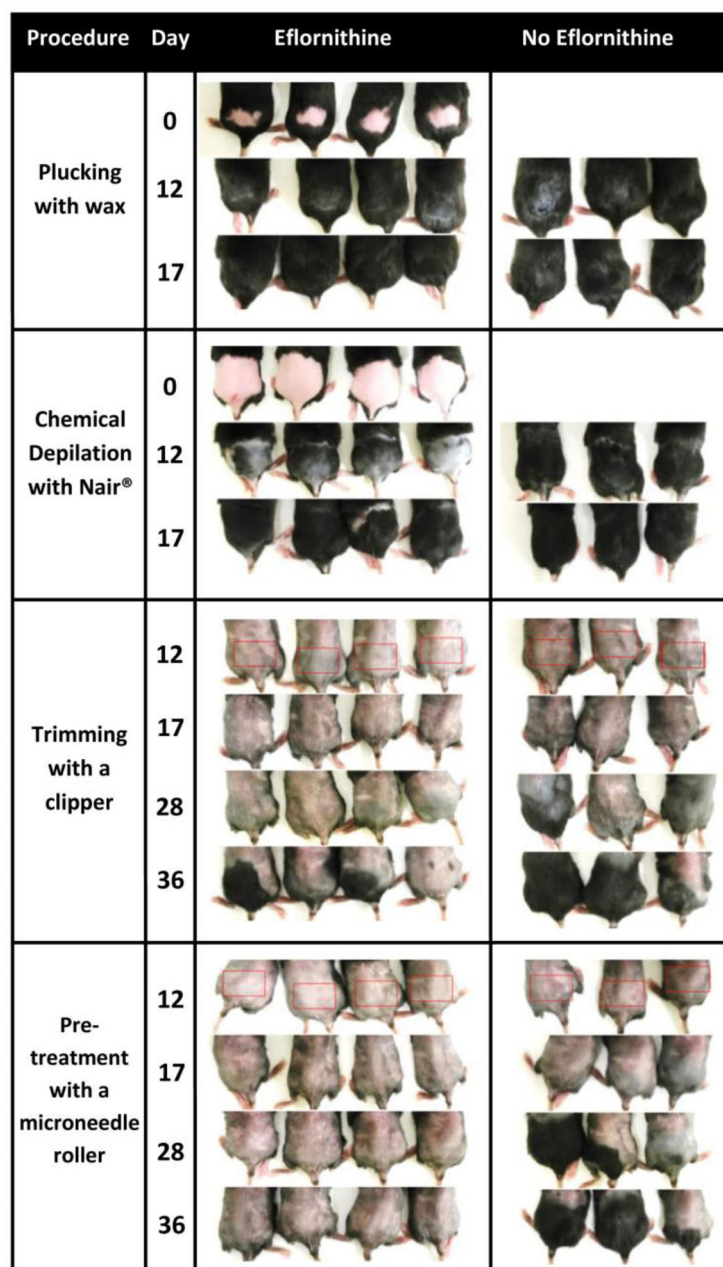 Procedure Day Eflornithine No Eflornithine
Plucking
with wax
0
12
17
Chemical
Depilation
with Nair®
0
12
17
Trimming
with a
clipper
12
17
28
36
Pre-
treatment
with a
microneedle
roller
12
17
28
36